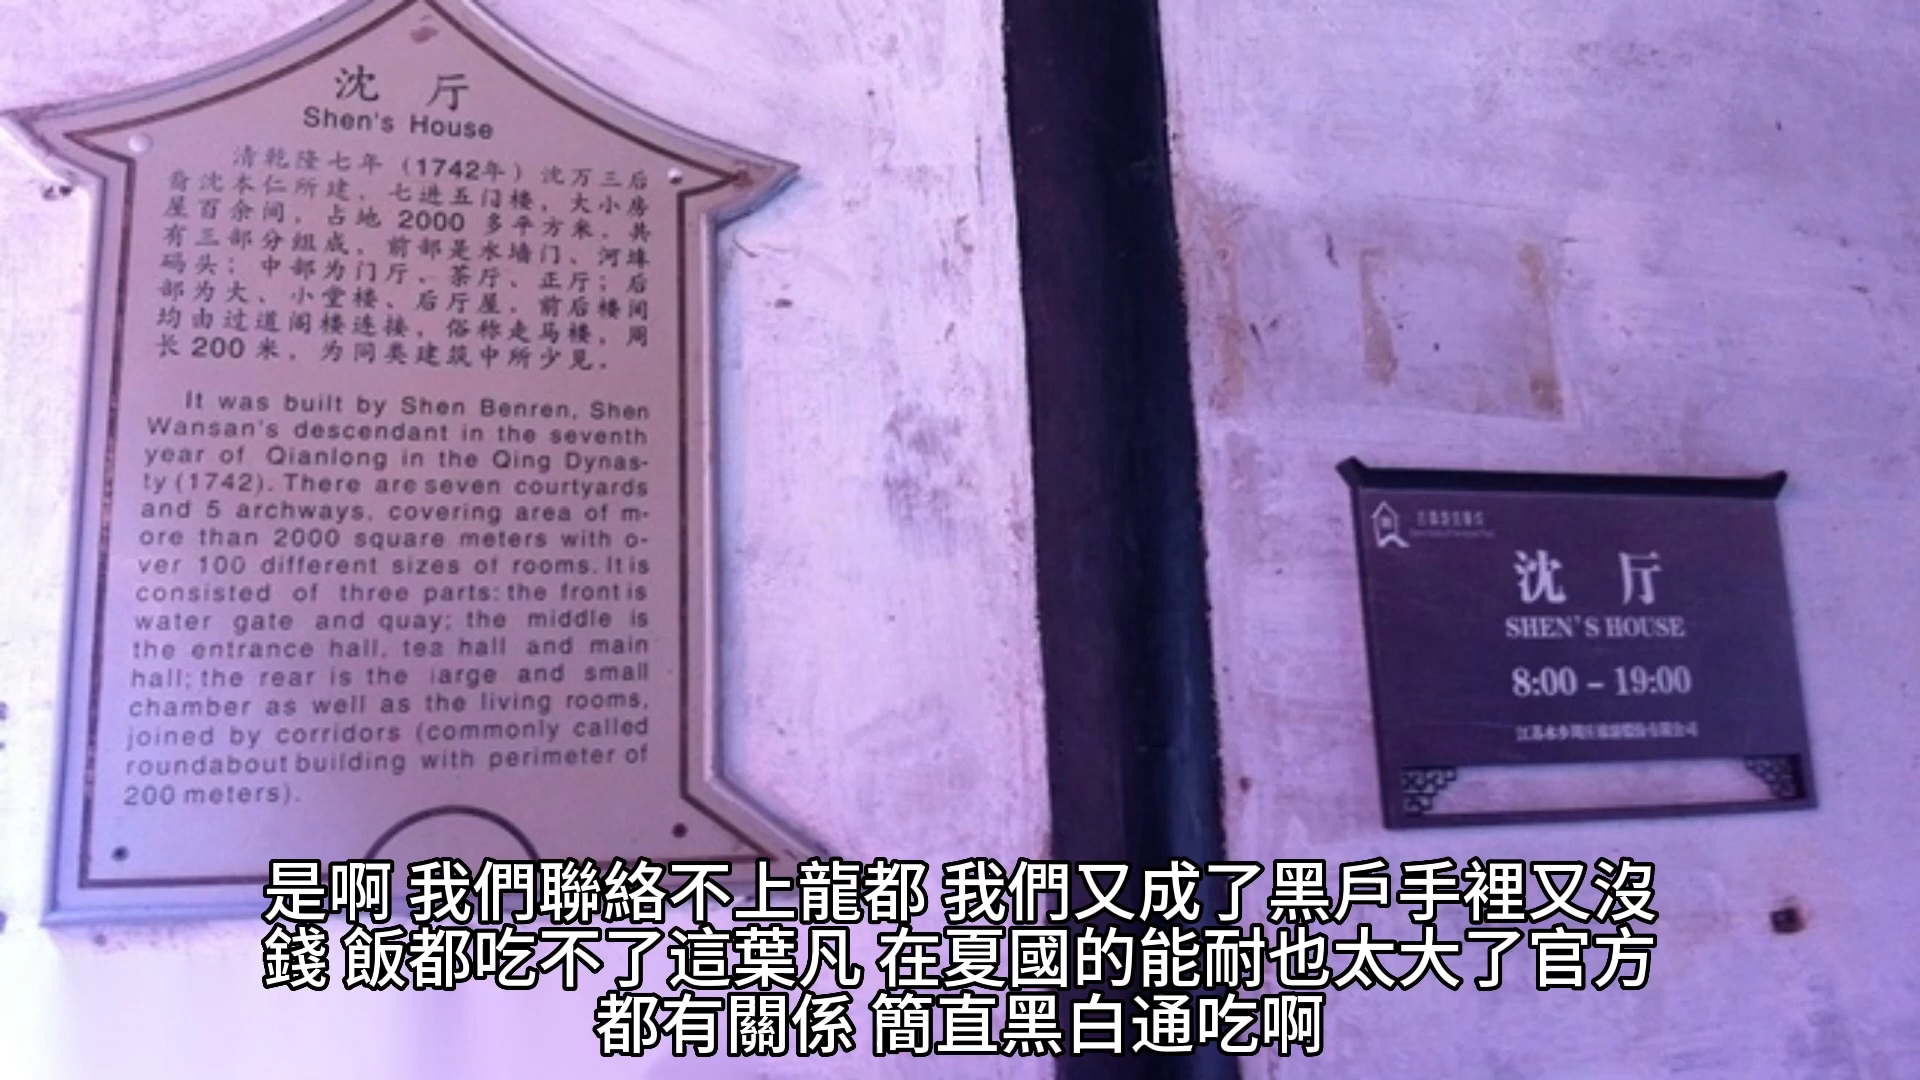 沈 厅
Shen's House
清乾隆七年（1742年）沈万三后
裔沈本仁所建，七进五门楼，大小房
屋百余间，占地 2000 多平方米，共
有三部分组成，前部是水墙门、河埠
码头；中部为门厅、茶厅、正厅；后
部为大、小堂楼、后厅屋，前后楼间
均由过道阁楼连接，俗称走马楼，周
长 200 米，为同类建筑中所少见。
It was built by Shen Benren, Shen
Wansan's descendant in the seventh
year of Qianlong in the Qing Dynas-
ty (1742). There are seven courtyards
and 5 archways, covering area of m-
ore than 2000 square meters with o-
ver 100 different sizes of rooms. It is
consisted of three parts: the front is
water gate and quay; the middle is
the entrance hall, tea hall and main
hall; the rear is the large and small
chamber as well as the living rooms,
joined by corridors (commonly called
roundabout building with perimeter of
200 meters).
沈 厅
SHEN'S HOUSE
8:00 – 19:00
是啊 我們聯絡不上龍都 我們又成了黑戶手裡又沒
錢 飯都吃不了這葉凡 在夏國的能耐也太大了官方
都有關係 簡直黑白通吃啊